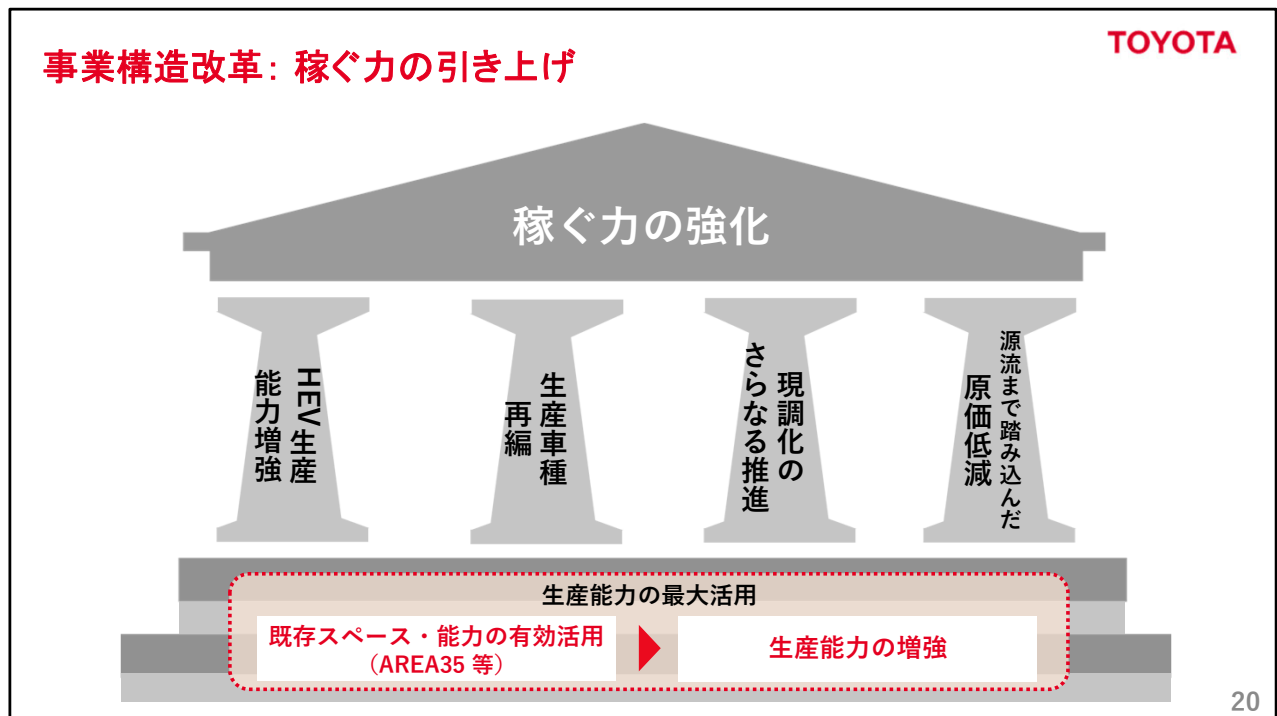 事業構造改革: 稼ぐ力の引き上げ
TOYOTA
稼ぐ力の強化
HEV生産
能力増強
生産車種
再編
現調化の
さらなる推進
源流まで踏み込んだ
原価低減
生産能力の最大活用
既存スペース・能力の有効活用
(AREA35 等)
生産能力の増強
20